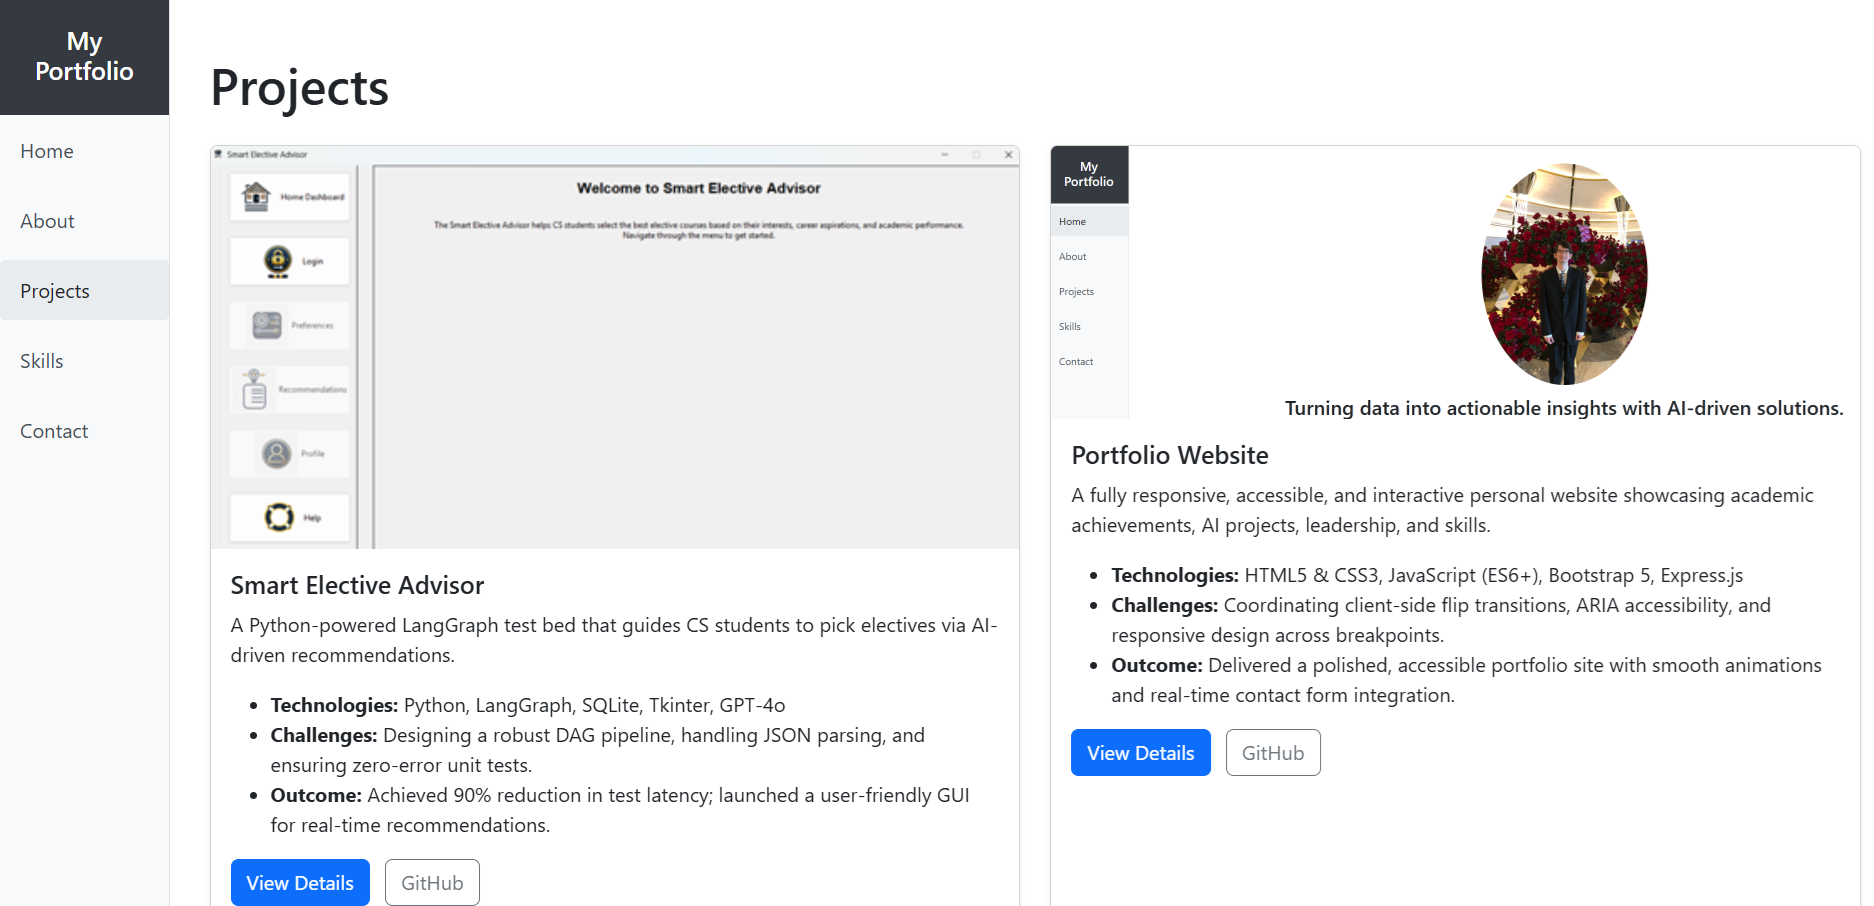 My
Portfolio
Home
About
Projects
Skills
Contact
Projects
Smart Elective Advisor
Home Dashboard
Login
Preferences
Recommendations
Profile
Help
Welcome to Smart Elective Advisor
The Smart Elective Advisor helps CS students select the best elective courses based on their interests, career aspirations, and academic performance.
Navigate through the menu to get started.
Smart Elective Advisor
A Python-powered LangGraph test bed that guides CS students to pick electives via AI-
driven recommendations.
• Technologies: Python, LangGraph, SQLite, Tkinter, GPT-4o
• Challenges: Designing a robust DAG pipeline, handling JSON parsing, and
ensuring zero-error unit tests.
• Outcome: Achieved 90% reduction in test latency; launched a user-friendly GUI
for real-time recommendations.
View Details
GitHub
My
Portfolio
Home
About
Projects
Skills
Contact
Turning data into actionable insights with AI-driven solutions.
Portfolio Website
A fully responsive, accessible, and interactive personal website showcasing academic
achievements, AI projects, leadership, and skills.
• Technologies: HTML5 & CSS3, JavaScript (ES6+), Bootstrap 5, Express.js
• Challenges: Coordinating client-side flip transitions, ARIA accessibility, and
responsive design across breakpoints.
• Outcome: Delivered a polished, accessible portfolio site with smooth animations
and real-time contact form integration.
View Details
GitHub